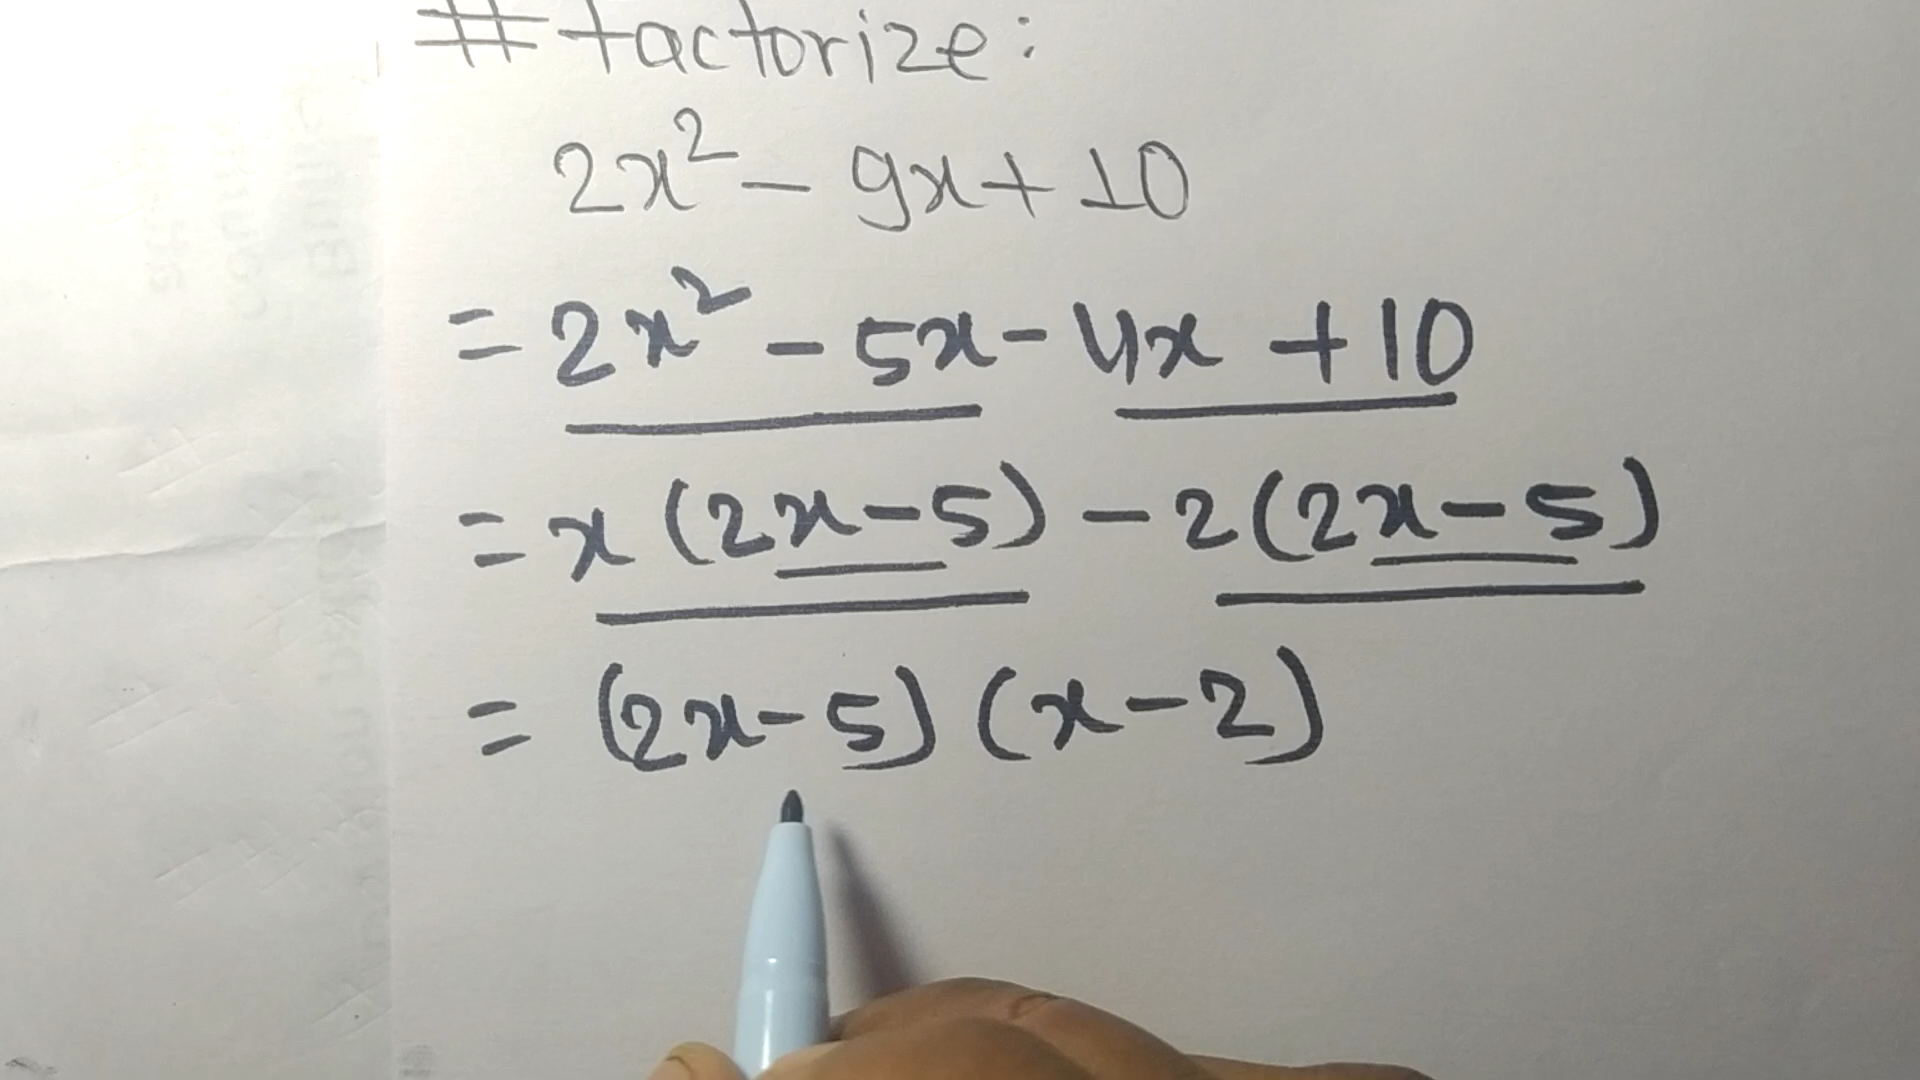 # factorize:
2x² - 9x + 10
= 2x² - 5x - 4x + 10
= x (2x - 5) - 2 (2x - 5)
= (2x - 5) (x - 2)